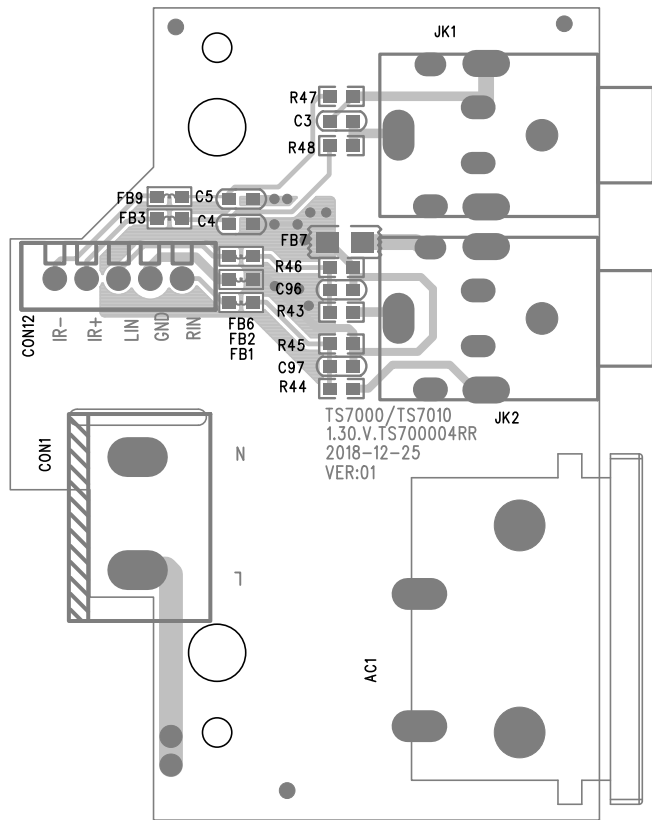 JK1
R47
C3
R48
FB9
C5
FB3
C4
FB7
R46
C96
R43
CON12
IR-
IR+
LIN
GND
RIN
FB6
FB2
FB1
R45
C97
R44
JK2
TS7000/TS7010
1.30.V.TS700004RR
2018-12-25
VER:01
CON1
N
L
AC1